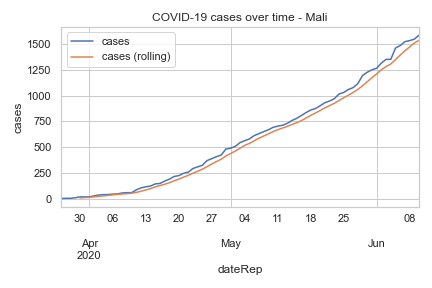 COVID-19 cases over time - Mali
cases
cases (rolling)
1500
1250
1000
750
500
250
0
cases
30 06 13 20 27 04 11 18 25 08
Apr May Jun
2020
dateRep